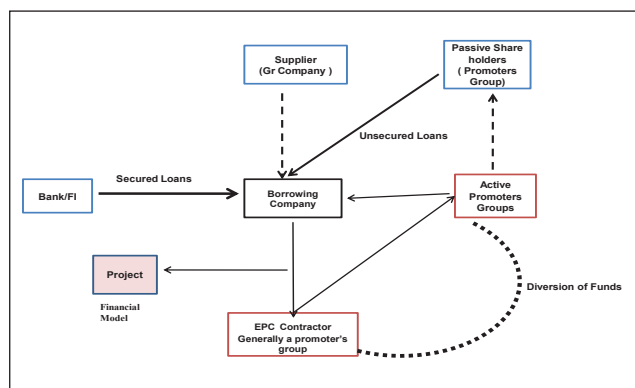 Supplier
(Gr Company )
Passive Share
holders
( Promoters
Group)
Unsecured Loans
Secured Loans
Bank/FI
Borrowing
Company
Active
Promoters
Groups
Project
Financial
Model
Diversion of Funds
EPC Contractor
Generally a promoter's
group